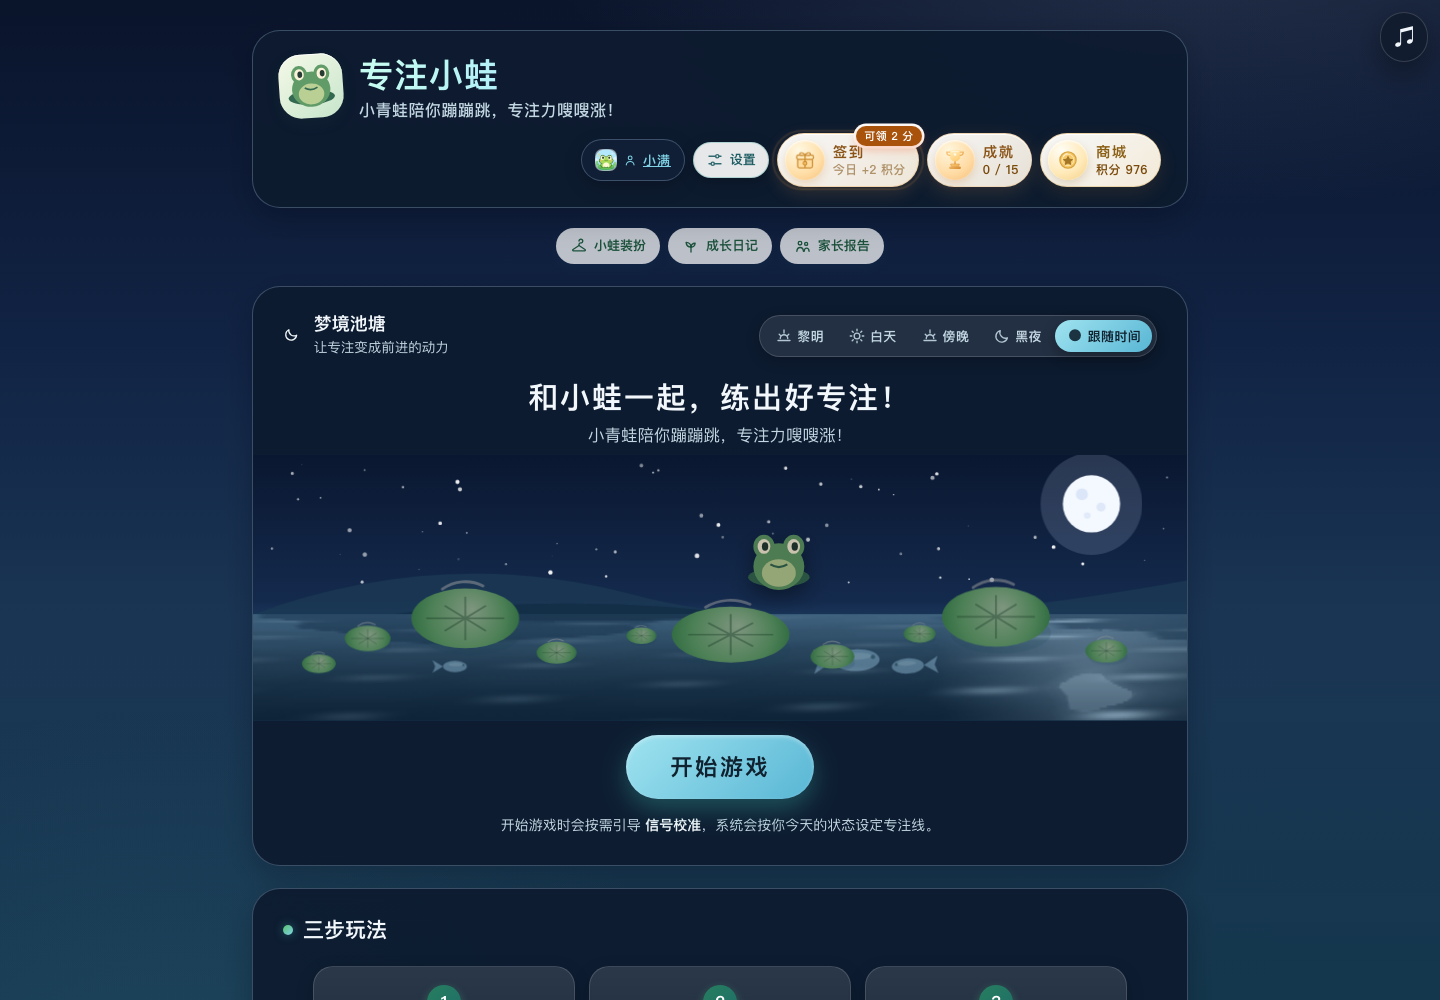 专注小蛙
小青蛙陪你蹦蹦跳，专注力嗖嗖涨！
小满
设置
可领 2 分
签到
今日 +2 积分
成就
0 / 15
商城
积分 976
小蛙装扮
成长日记
家长报告
梦境池塘
让专注变成前进的动力
黎明
白天
傍晚
黑夜
跟随时间
和小蛙一起，练出好专注！
小青蛙陪你蹦蹦跳，专注力嗖嗖涨！
开始游戏
开始游戏时会按需引导 信号校准，系统会按你今天的状态设定专注线。
三步玩法